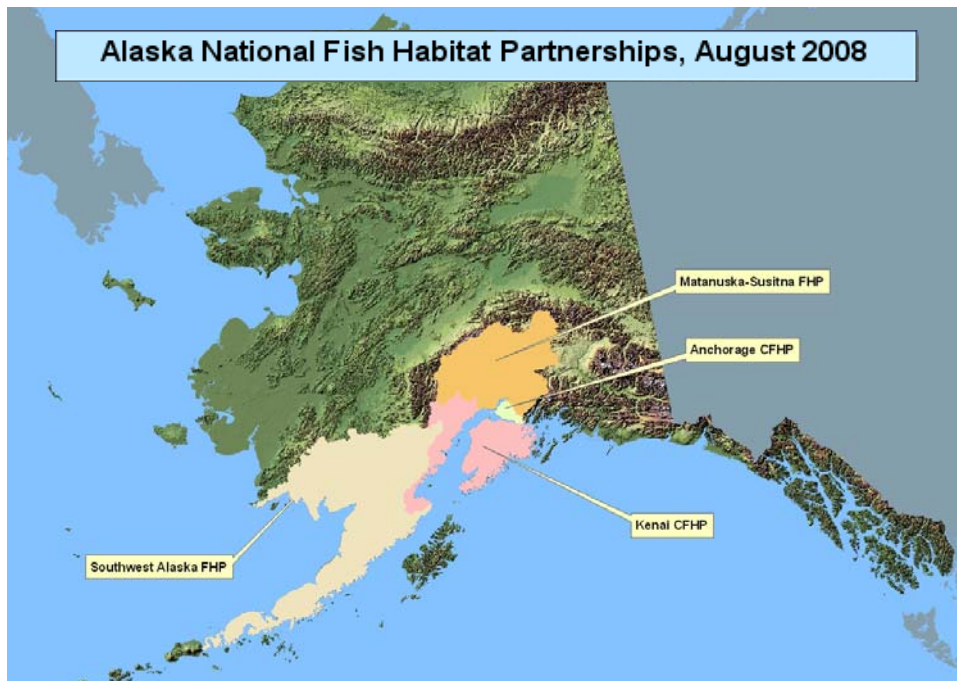 Alaska National Fish Habitat Partnerships, August 2008
Matanuska-Susitna FHP
Anchorage CFHP
Kenai CFHP
Southwest Alaska FHP